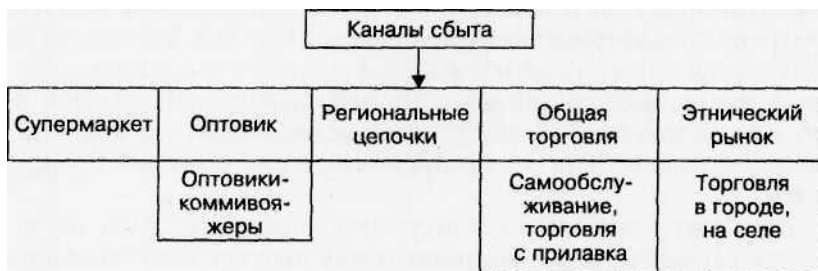 Каналы сбыта
Супермаркет
Оптовик
Региональные
цепочки
Общая
торговля
Этнический
рынок
Оптовики-
коммивоя-
жеры
Самообслу-
живание,
торговля
с прилавка
Торговля
в городе,
на селе